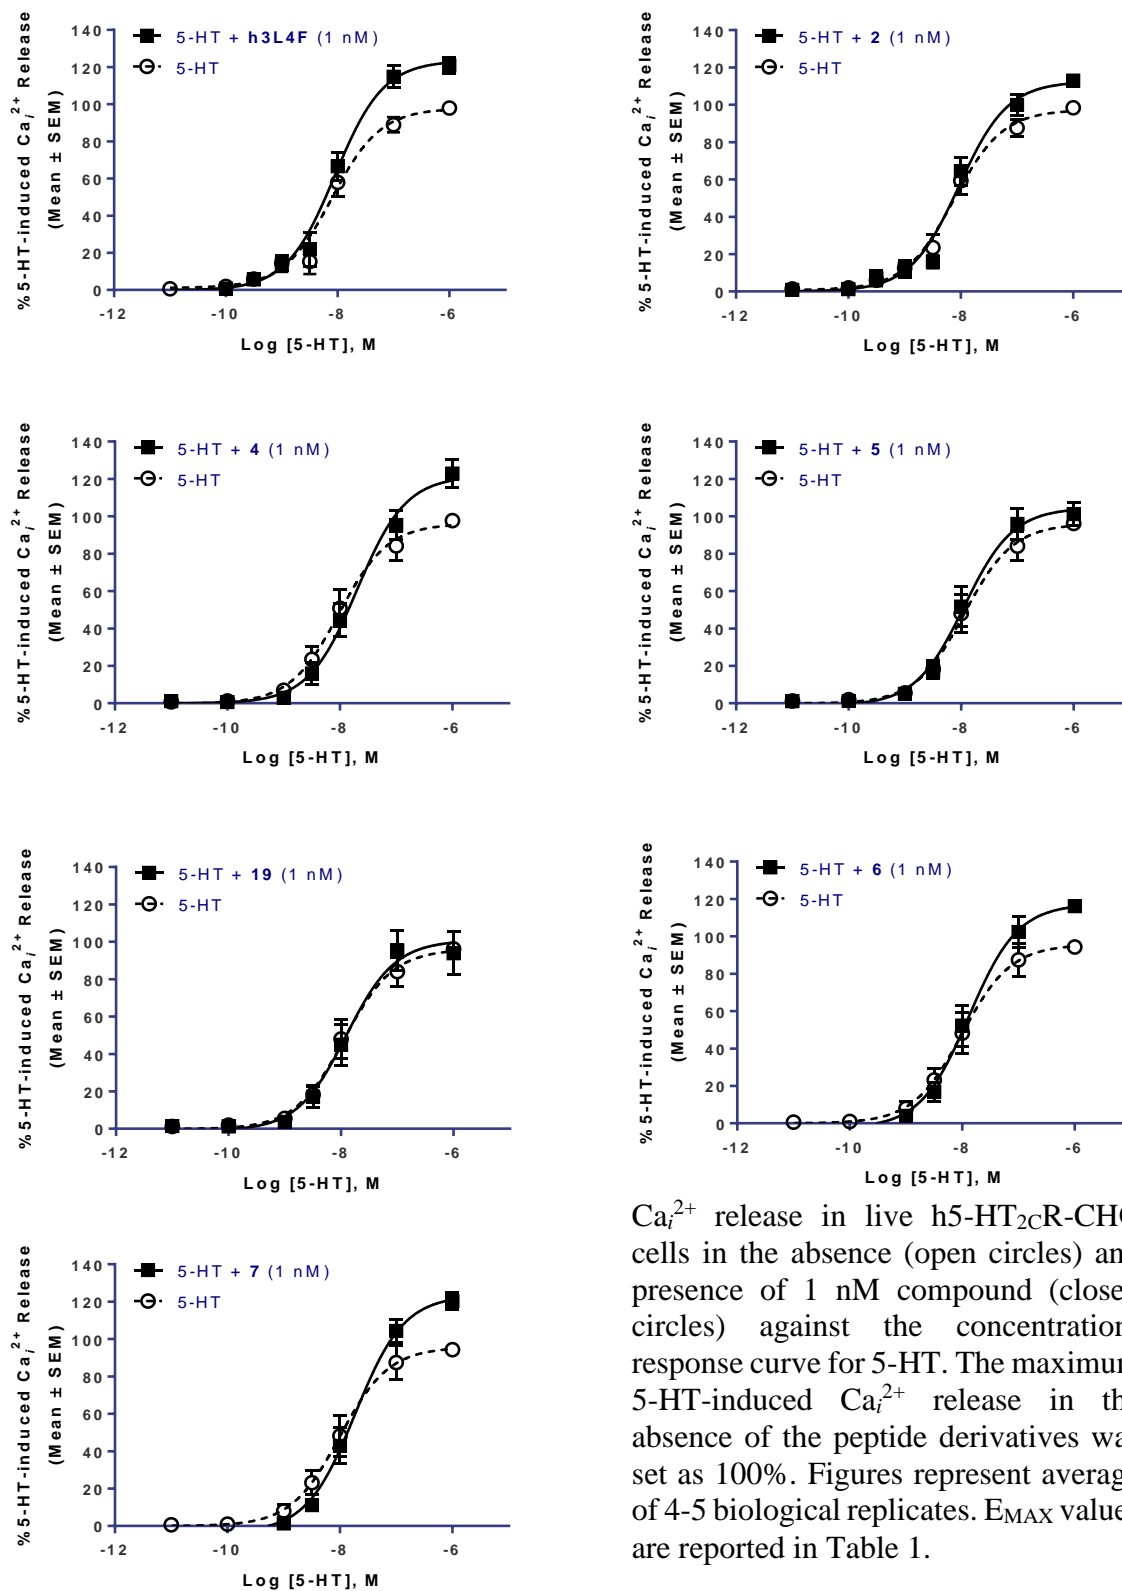 %5-HT-induced Caᵢ²⁺ Release
(Mean ± SEM)
140
120
100
80
60
40
20
0
5-HT + h3L4F (1 nM)
5-HT
-12 -10 -8 -6
Log [5-HT], M
%5-HT-induced Caᵢ²⁺ Release
(Mean ± SEM)
140
120
100
80
60
40
20
0
5-HT + 2 (1 nM)
5-HT
-12 -10 -8 -6
Log [5-HT], M
%5-HT-induced Caᵢ²⁺ Release
(Mean ± SEM)
140
120
100
80
60
40
20
0
5-HT + 4 (1 nM)
5-HT
-12 -10 -8 -6
Log [5-HT], M
%5-HT-induced Caᵢ²⁺ Release
(Mean ± SEM)
140
120
100
80
60
40
20
0
5-HT + 5 (1 nM)
5-HT
-12 -10 -8 -6
Log [5-HT], M
%5-HT-induced Caᵢ²⁺ Release
(Mean ± SEM)
140
120
100
80
60
40
20
0
5-HT + 19 (1 nM)
5-HT
-12 -10 -8 -6
Log [5-HT], M
%5-HT-induced Caᵢ²⁺ Release
(Mean ± SEM)
140
120
100
80
60
40
20
0
5-HT + 6 (1 nM)
5-HT
-12 -10 -8 -6
Log [5-HT], M
%5-HT-induced Caᵢ²⁺ Release
(Mean ± SEM)
140
120
100
80
60
40
20
0
5-HT + 7 (1 nM)
5-HT
-12 -10 -8 -6
Log [5-HT], M
Caᵢ²⁺ release in live h5-HT₂CR-CHO
cells in the absence (open circles) an
presence of 1 nM compound (close
circles) against the concentration
response curve for 5-HT. The maximum
5-HT-induced Caᵢ²⁺ release in th
absence of the peptide derivatives wa
set as 100%. Figures represent averag
of 4-5 biological replicates. EMAX value
are reported in Table 1.